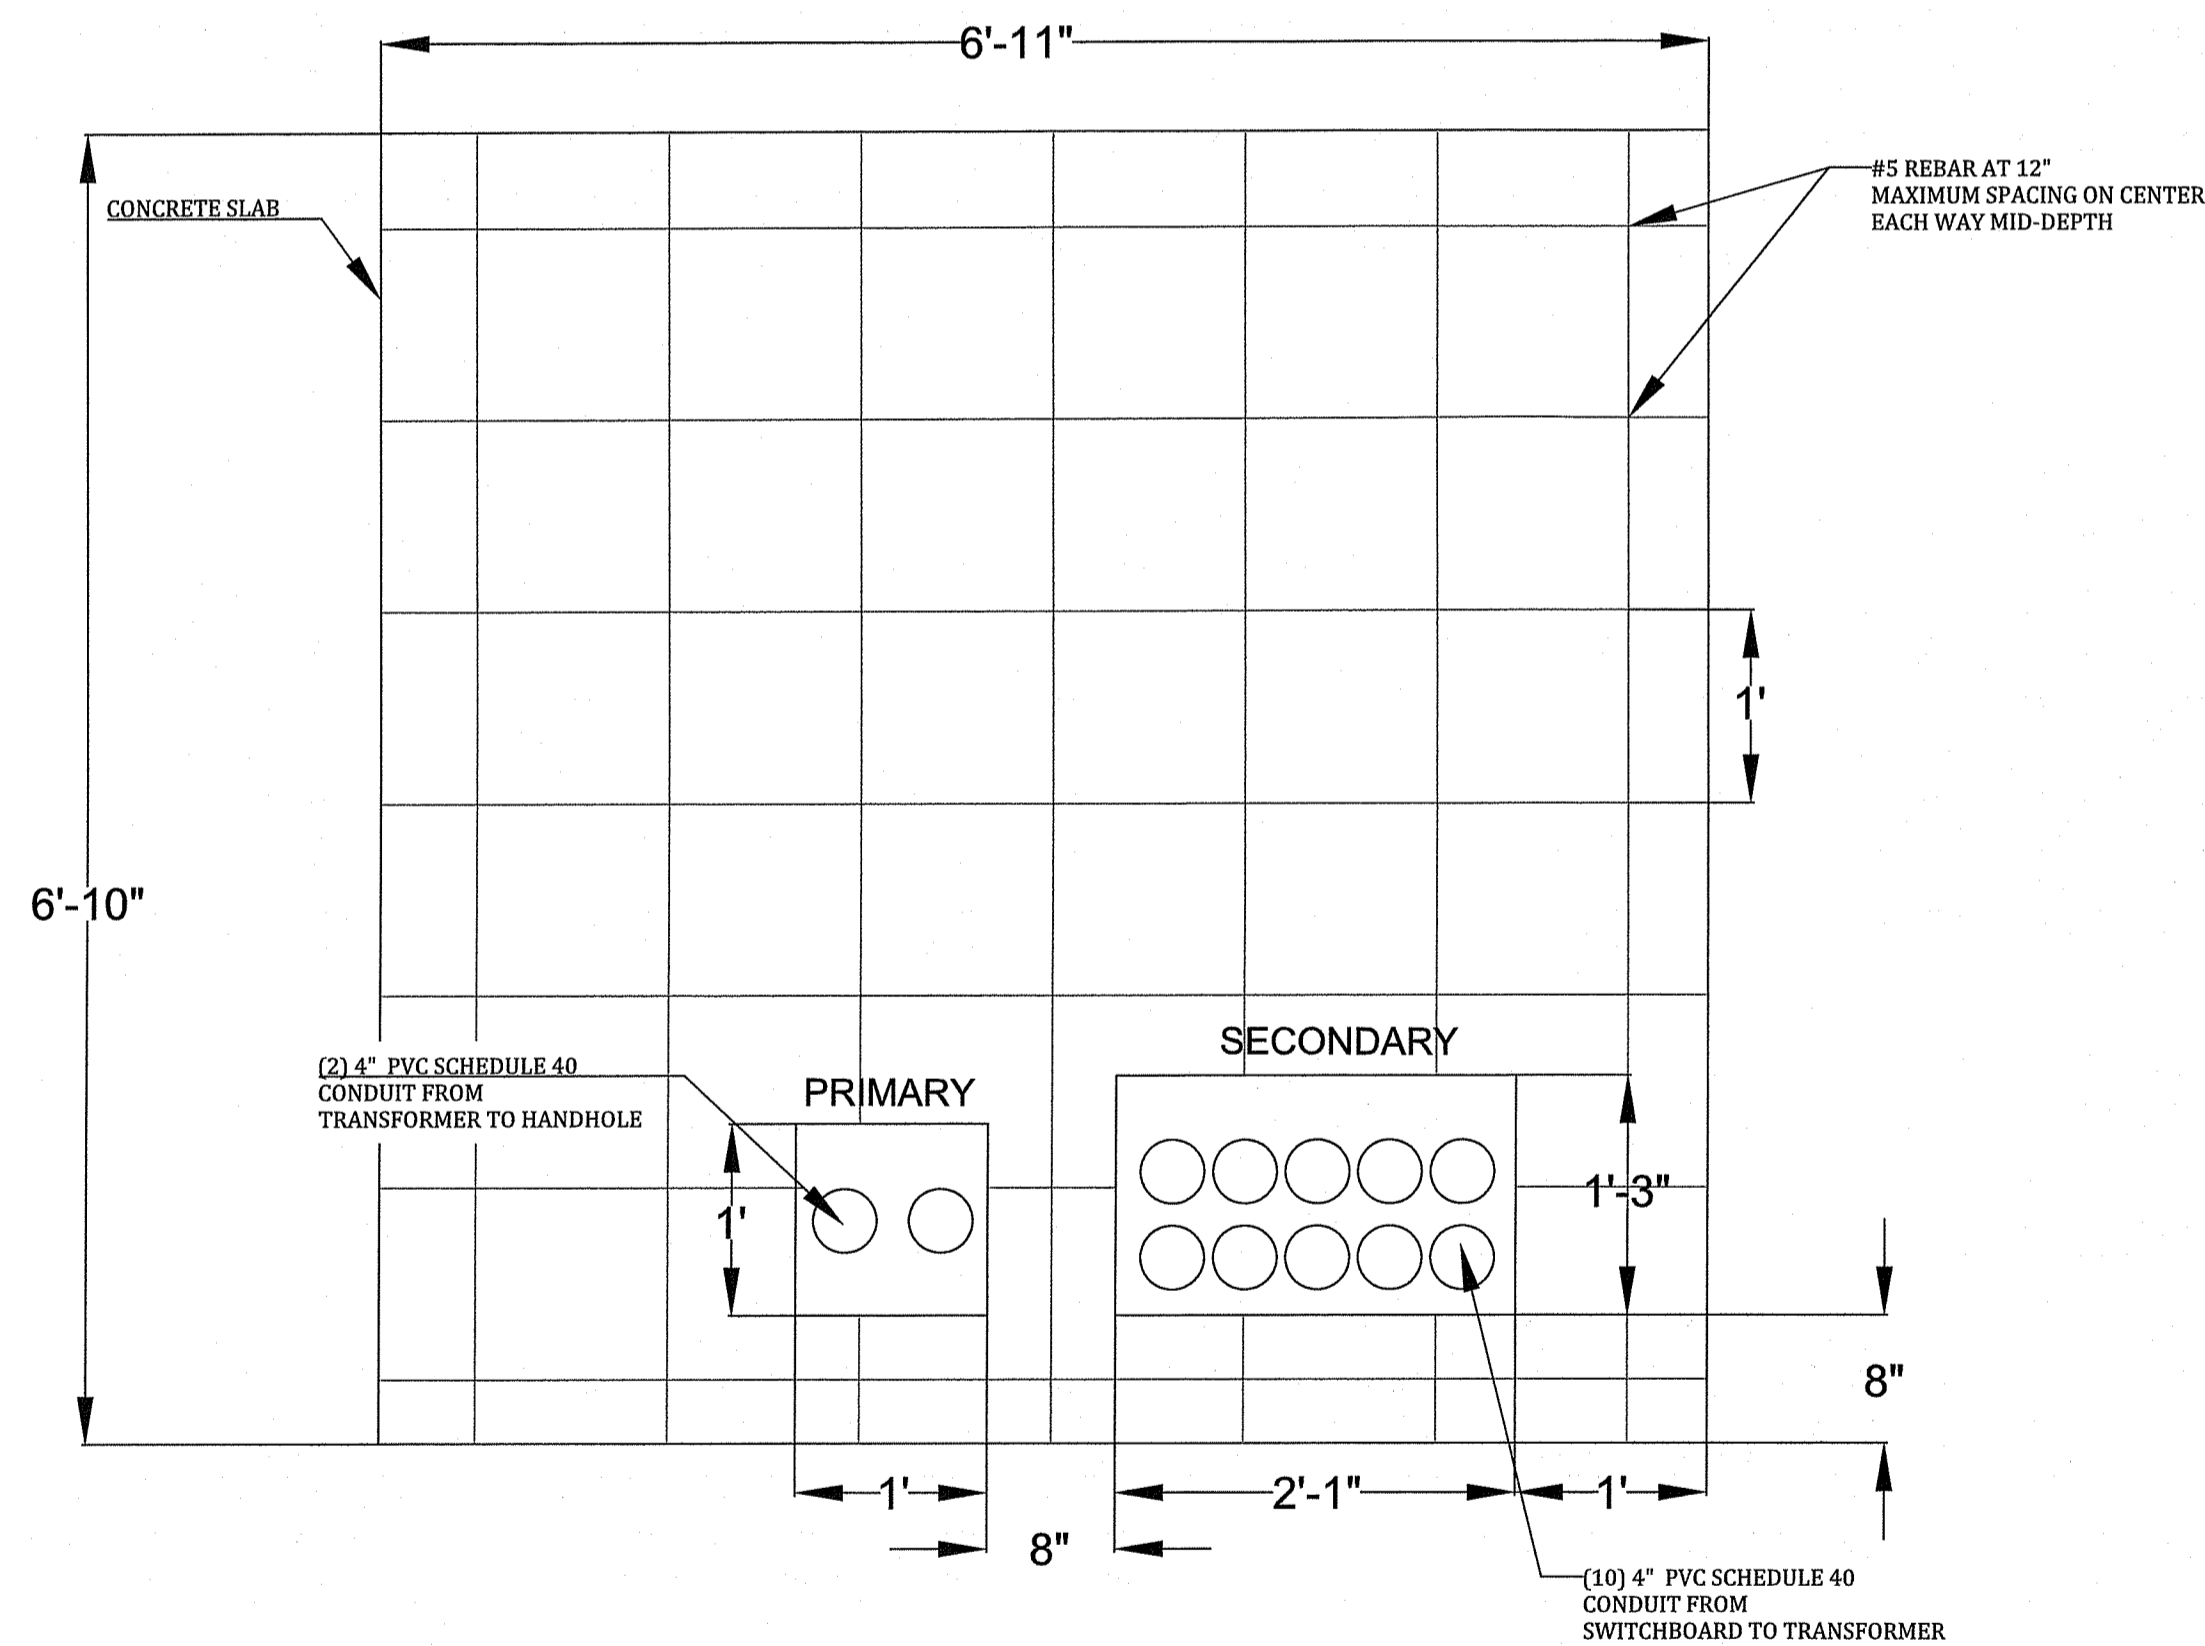 6'-11"
CONCRETE SLAB
#5 REBAR AT 12"
MAXIMUM SPACING ON CENTER
EACH WAY MID-DEPTH
1'
6'-10"
SECONDARY
(2) 4" PVC SCHEDULE 40
CONDUIT FROM
TRANSFORMER TO HANDHOLE
PRIMARY
1'
1'-3"
8"
1'
2'-1"
1'
8"
(10) 4" PVC SCHEDULE 40
CONDUIT FROM
SWITCHBOARD TO TRANSFORMER